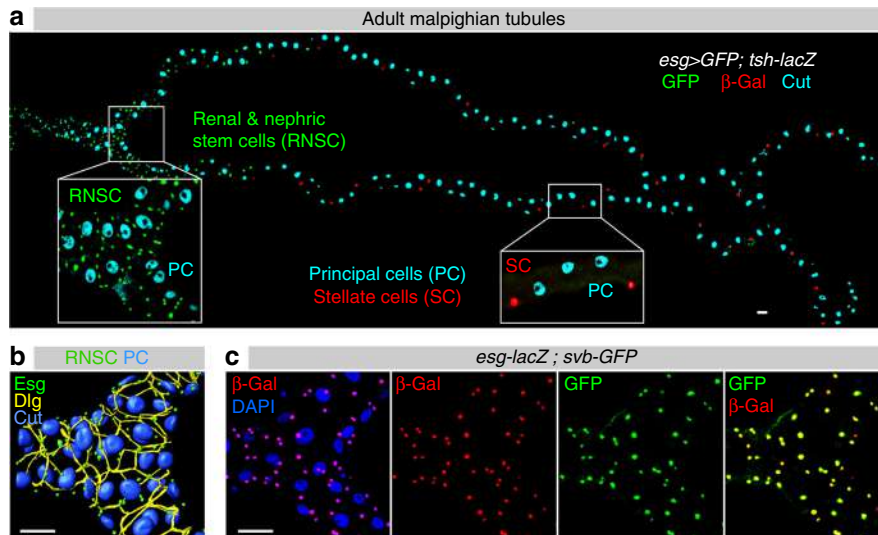 a
Adult malpighian tubules
esg>GFP; tsh-lacZ
GFP β-Gal Cut
Renal & nephric
stem cells (RNSC)
RNSC
PC
Principal cells (PC)
Stellate cells (SC)
SC
PC
b
RNSC PC
Esg
Dlg
Cut
c
esg-lacZ ; svb-GFP
β-Gal
DAPI
β-Gal
GFP
GFP
β-Gal